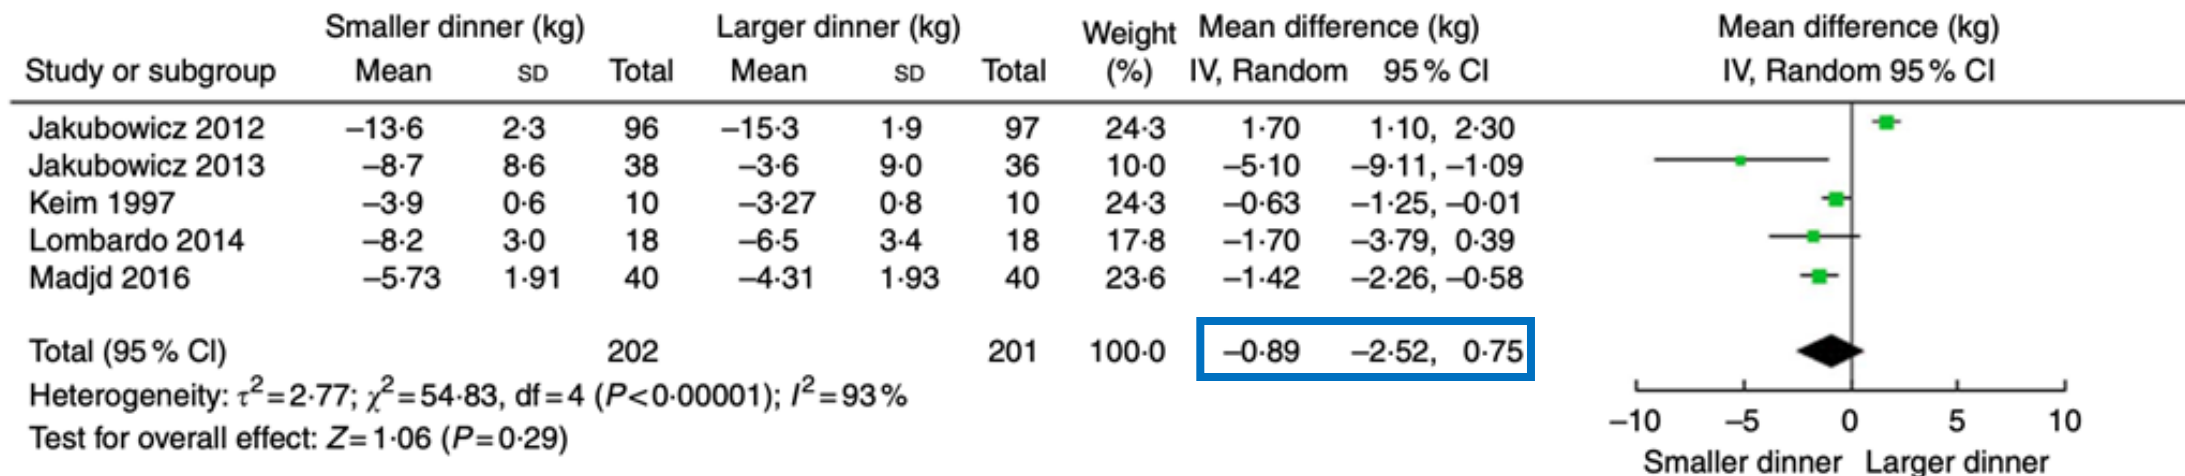 Smaller dinner (kg) Larger dinner (kg) Weight Mean difference (kg) Mean difference (kg)
Study or subgroup Mean SD Total Mean SD Total (%) IV, Random 95 % CI IV, Random 95 % CI
Jakubowicz 2012 –13·6 2·3 96 –15·3 1·9 97 24·3 1·70 1·10, 2·30
Jakubowicz 2013 –8·7 8·6 38 –3·6 9·0 36 10·0 –5·10 –9·11, –1·09
Keim 1997 –3·9 0·6 10 –3·27 0·8 10 24·3 –0·63 –1·25, –0·01
Lombardo 2014 –8·2 3·0 18 –6·5 3·4 18 17·8 –1·70 –3·79, 0·39
Madjd 2016 –5·73 1·91 40 –4·31 1·93 40 23·6 –1·42 –2·26, –0·58
Total (95 % CI) 202 201 100·0 –0·89 –2·52, 0·75
Heterogeneity: τ²=2·77; χ²=54·83, df=4 (P<0·00001); I²=93 %
–10 –5 0 5 10
Test for overall effect: Z=1·06 (P=0·29)
Smaller dinner Larger dinner